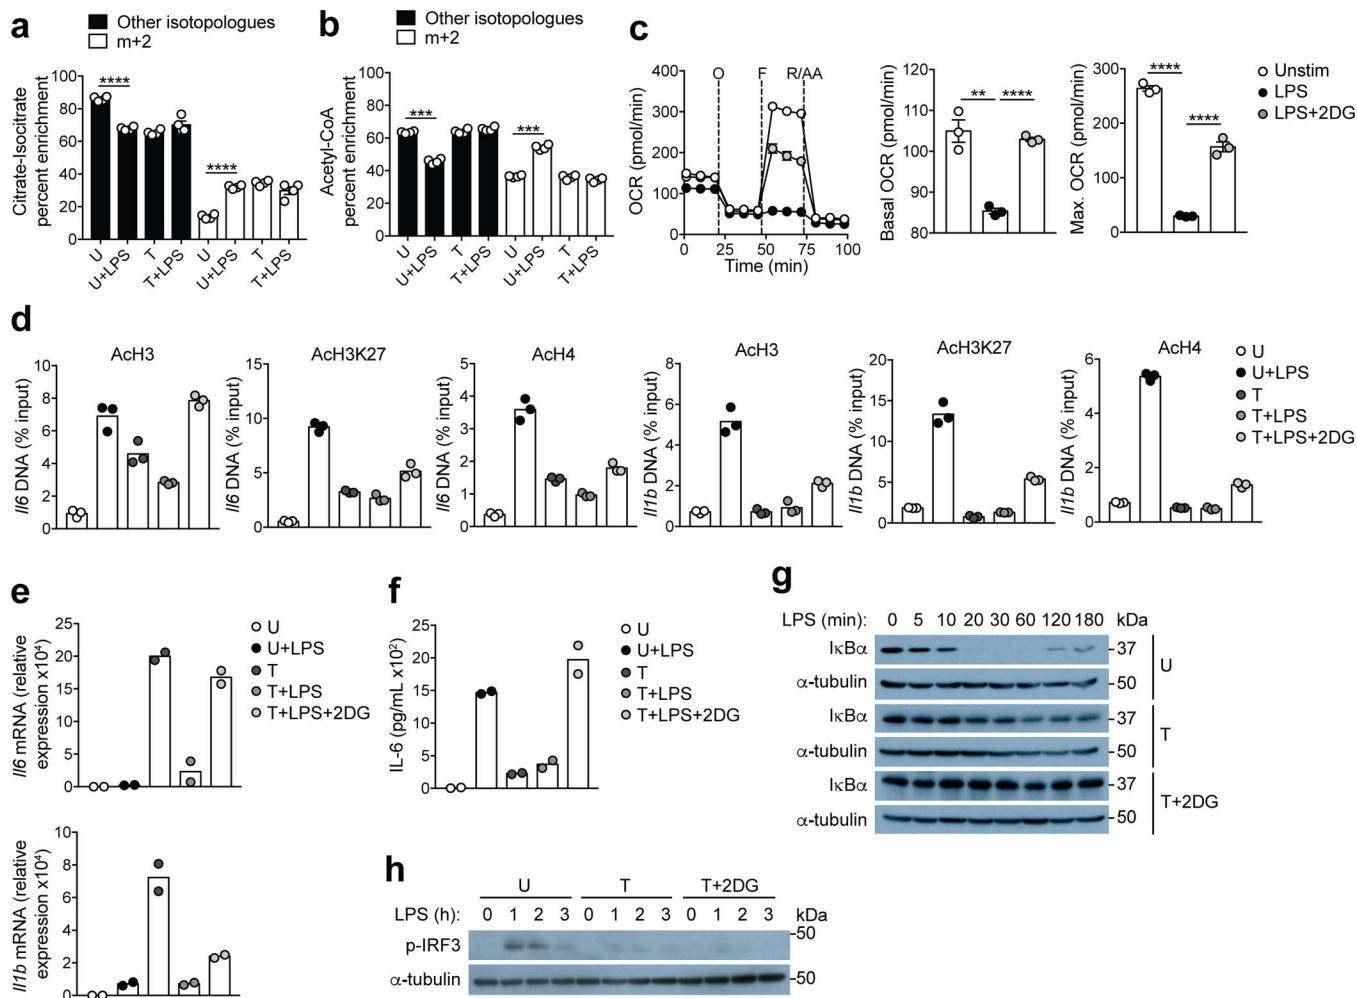 a
Other isotopologues
m+2
Citrate-Isocitrate
percent enrichment
100
80
60
40
20
0
****
****
U
U+LPS
T
T+LPS
U
U+LPS
T
T+LPS
b
Other isotopologues
m+2
Acetyl-CoA
percent enrichment
100
80
60
40
20
0
***
***
U
U+LPS
T
T+LPS
U
U+LPS
T
T+LPS
c
OCR (pmol/min)
400
300
200
100
0
O
F
R/AA
0 25 50 75 100
Time (min)
Basal OCR (pmol/min)
120
110
100
90
80
** ****
Max. OCR (pmol/min)
300
200
100
0
****
****
Unstim
LPS
LPS+2DG
d
AcH3
Il6 DNA (% input)
10
8
6
4
2
0
AcH3K27
Il6 DNA (% input)
15
10
5
0
AcH4
Il6 DNA (% input)
5
4
3
2
1
0
AcH3
Il1b DNA (% input)
8
6
4
2
0
AcH3K27
Il1b DNA (% input)
20
15
10
5
0
AcH4
Il1b DNA (% input)
6
4
2
0
U
U+LPS
T
T+LPS
T+LPS+2DG
e
Il6 mRNA (relative
expression x10⁴)
25
20
15
10
5
0
U
U+LPS
T
T+LPS
T+LPS+2DG
Il1b mRNA (relative
expression x10⁴)
10
8
6
4
2
0
f
IL-6 (pg/mL x10²)
25
20
15
10
5
0
U
U+LPS
T
T+LPS
T+LPS+2DG
g
LPS (min): 0 5 10 20 30 60 120 180 kDa
IκBα -37
α-tubulin -50
U
IκBα -37
α-tubulin -50
T
IκBα -37
α-tubulin -50
T+2DG
h
U T T+2DG
LPS (h): 0 1 2 3 0 1 2 3 0 1 2 3 kDa
-50
p-IRF3
α-tubulin -50